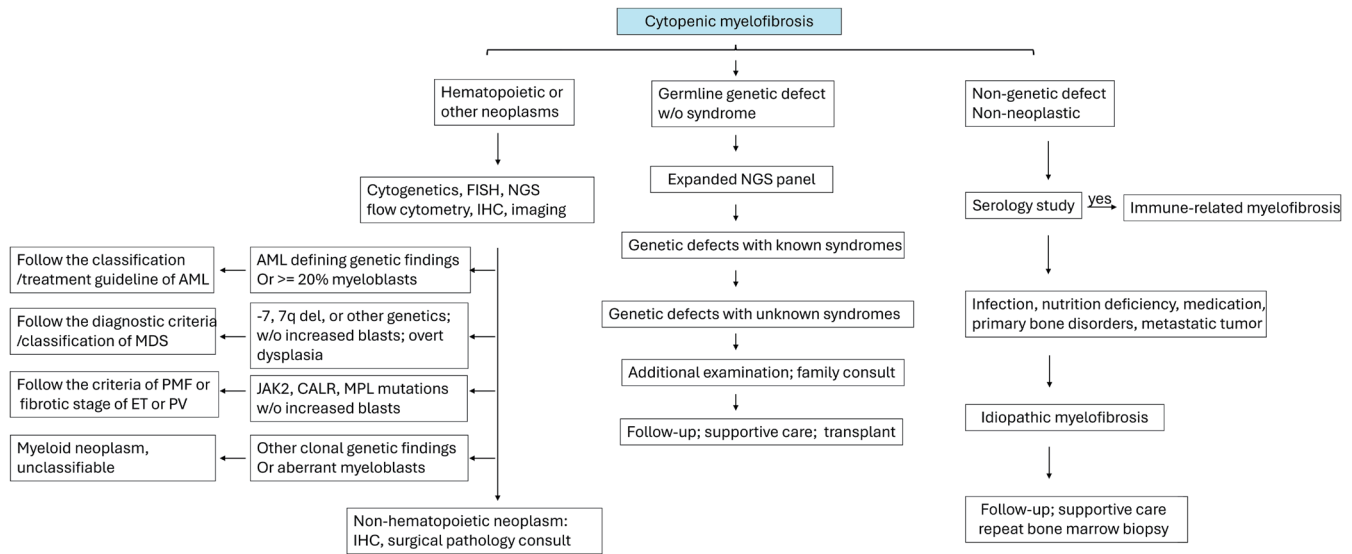 Cytopenic myelofibrosis
Hematopoietic or
other neoplasms
Cytogenetics, FISH, NGS
flow cytometry, IHC, imaging
AML defining genetic findings
Or >= 20% myeloblasts
Follow the classification
/treatment guideline of AML
-7, 7q del, or other genetics;
w/o increased blasts; overt
dysplasia
Follow the diagnostic criteria
/classification of MDS
JAK2, CALR, MPL mutations
w/o increased blasts
Follow the criteria of PMF or
fibrotic stage of ET or PV
Other clonal genetic findings
Or aberrant myeloblasts
Myeloid neoplasm,
unclassifiable
Non-hematopoietic neoplasm:
IHC, surgical pathology consult
Germline genetic defect
w/o syndrome
Expanded NGS panel
Genetic defects with known syndromes
Genetic defects with unknown syndromes
Additional examination; family consult
Follow-up; supportive care; transplant
Non-genetic defect
Non-neoplastic
Serology study
yes
Immune-related myelofibrosis
Infection, nutrition deficiency, medication,
primary bone disorders, metastatic tumor
Idiopathic myelofibrosis
Follow-up; supportive care
repeat bone marrow biopsy